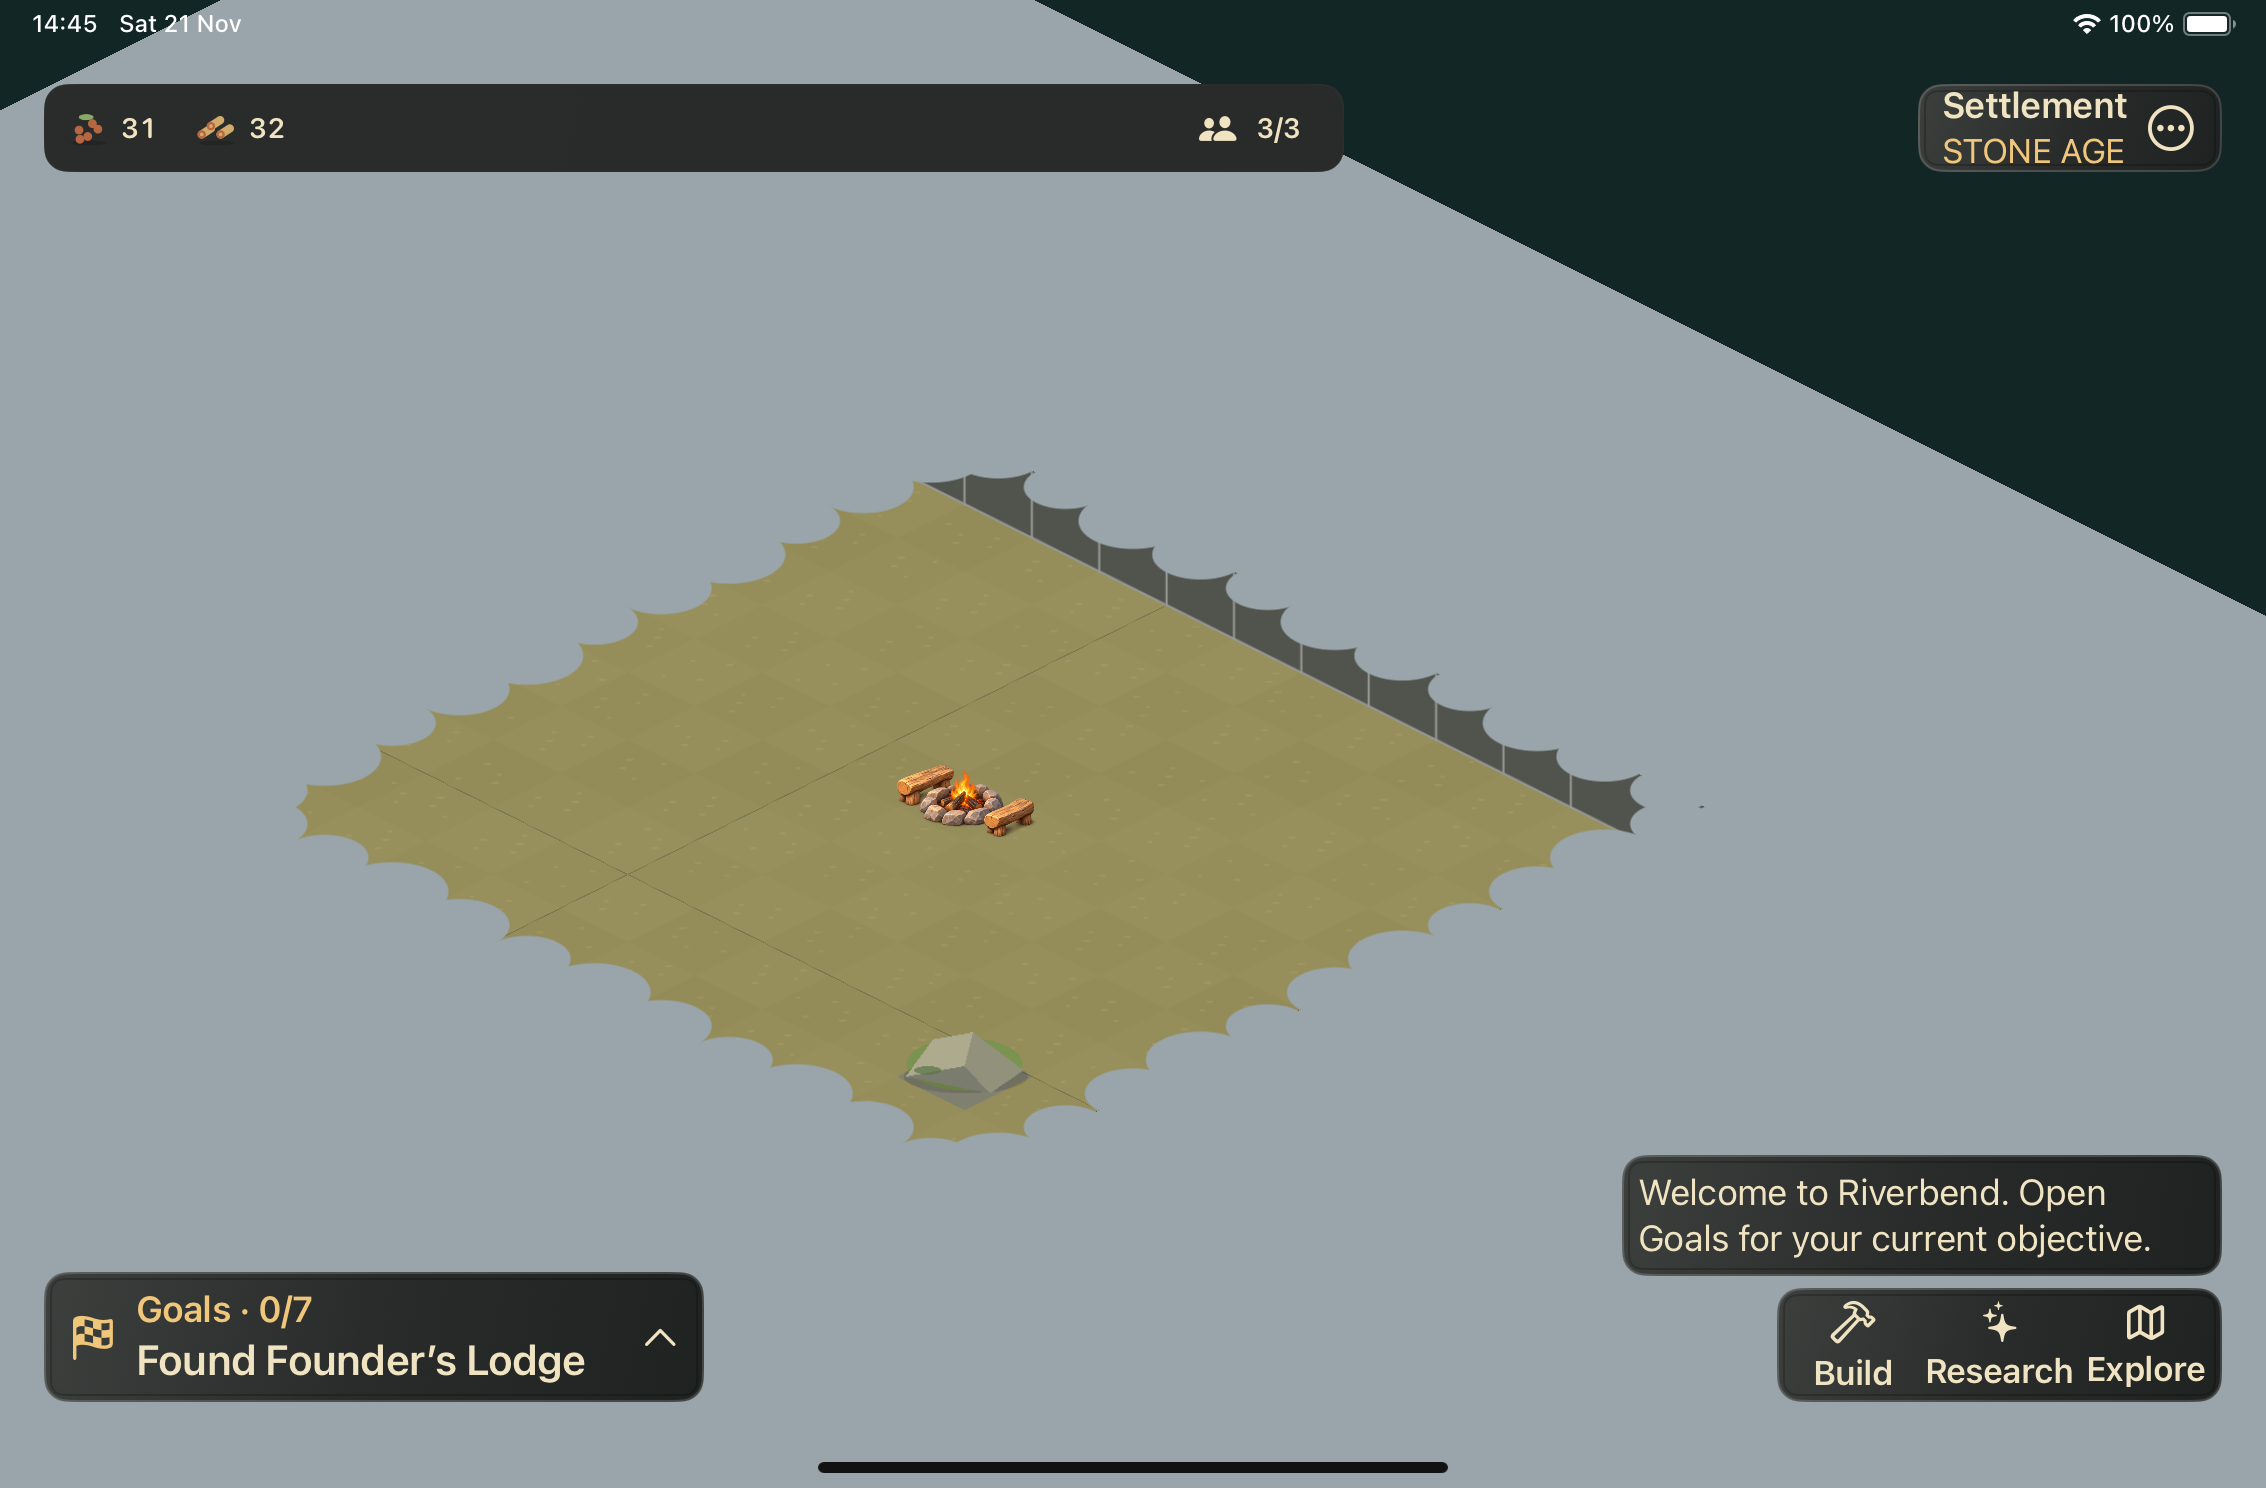 14:45 Sat 21 Nov
100%
31 32 3/3
Settlement
STONE AGE
Welcome to Riverbend. Open
Goals for your current objective.
Goals · 0/7
Found Founder’s Lodge
Build Research Explore